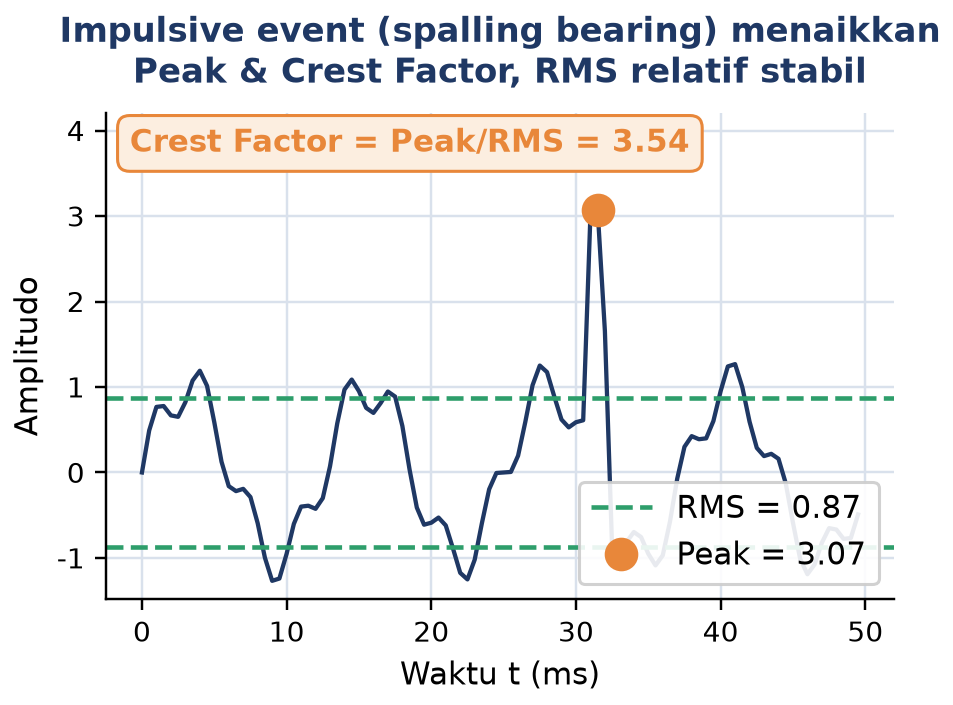 Impulsive event (spalling bearing) menaikkan
Peak & Crest Factor, RMS relatif stabil
Crest Factor = Peak/RMS = 3.54
Amplitudo
4
3
2
1
0
-1
RMS = 0.87
Peak = 3.07
0 10 20 30 40 50
Waktu t (ms)